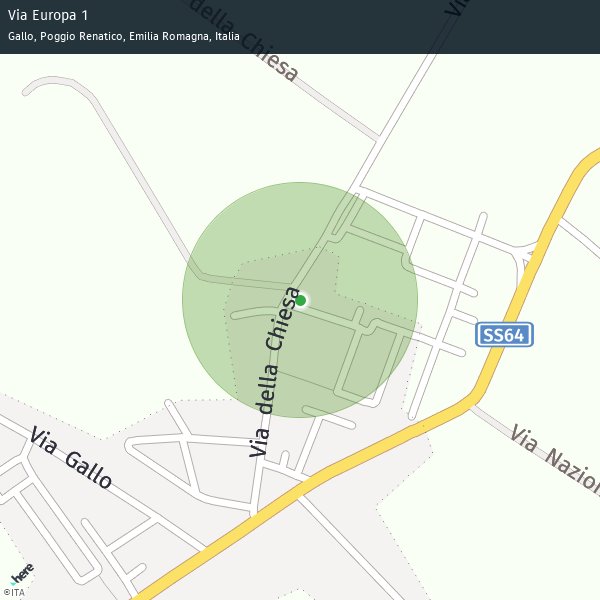 Via Europa 1
Gallo, Poggio Renatico, Emilia Romagna, Italia
della Chiesa
Via
SS64
Via della Chiesa
Via Gallo
Via Nazion
here
©ITA